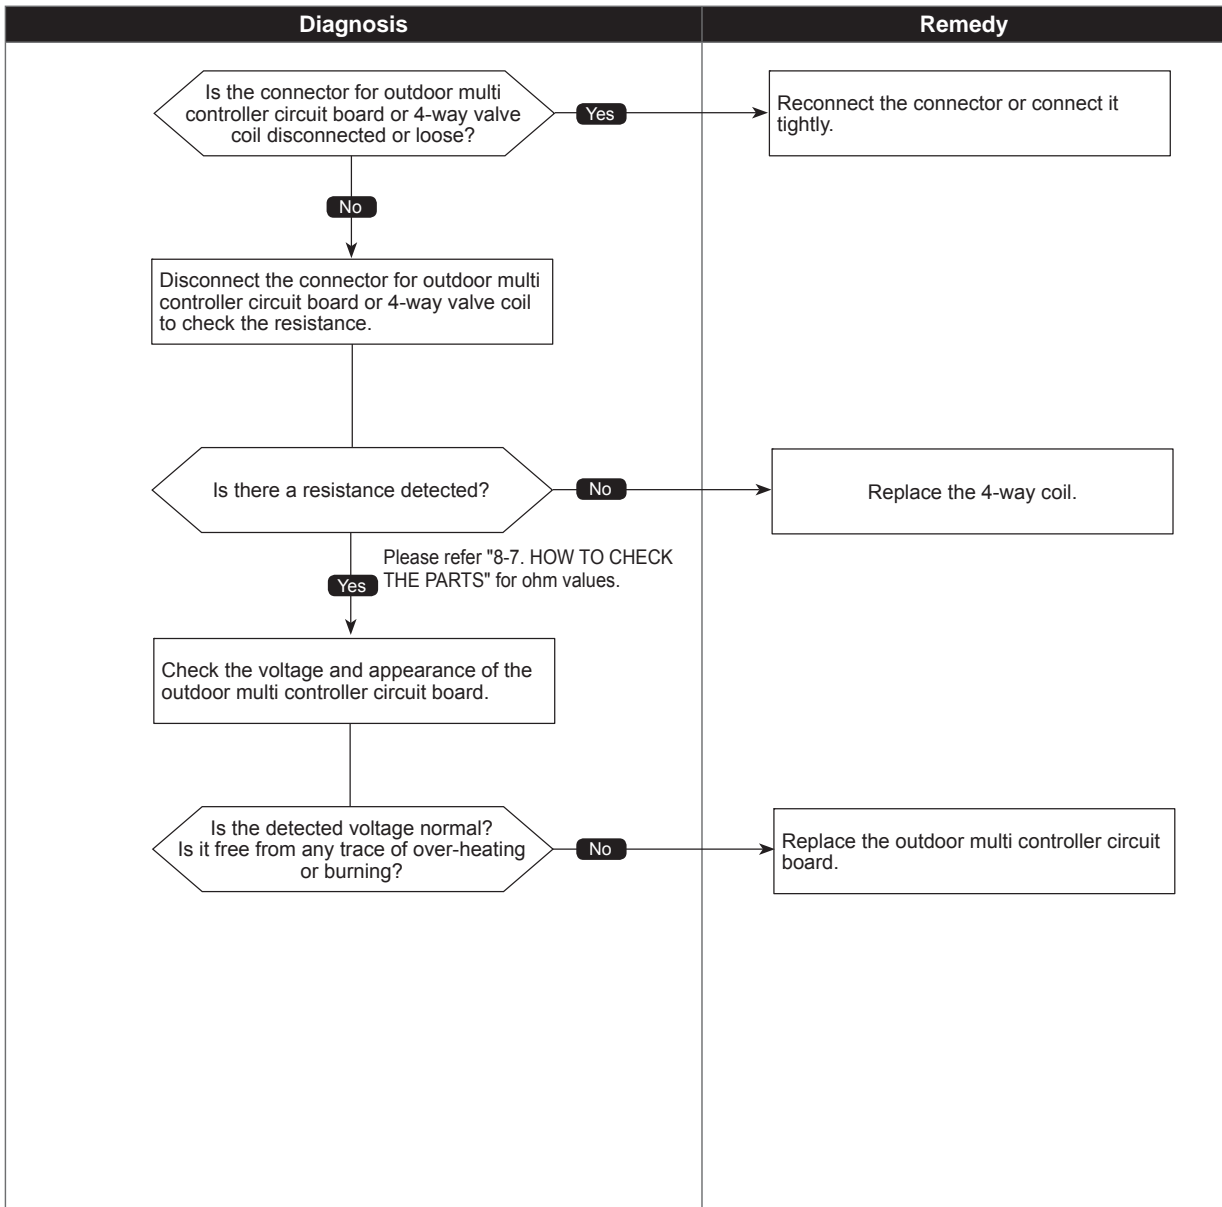 Diagnosis
Remedy
Is the connector for outdoor multi
controller circuit board or 4-way valve
coil disconnected or loose?
Yes
Reconnect the connector or connect it
tightly.
No
Disconnect the connector for outdoor multi
controller circuit board or 4-way valve coil
to check the resistance.
Is there a resistance detected?
No
Replace the 4-way coil.
Please refer "8-7. HOW TO CHECK
THE PARTS" for ohm values.
Yes
Check the voltage and appearance of the
outdoor multi controller circuit board.
Is the detected voltage normal?
Is it free from any trace of over-heating
or burning?
No
Replace the outdoor multi controller circuit
board.